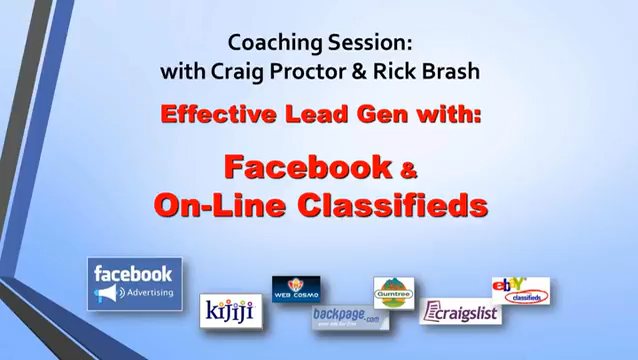 Coaching Session:
with Craig Proctor & Rick Brash
Effective Lead Gen with:
Facebook &
On-Line Classifieds
facebook
Advertising
kijiji
WEB COSMO
backpage.com
Gumtree
craigslist
ebY
classifieds